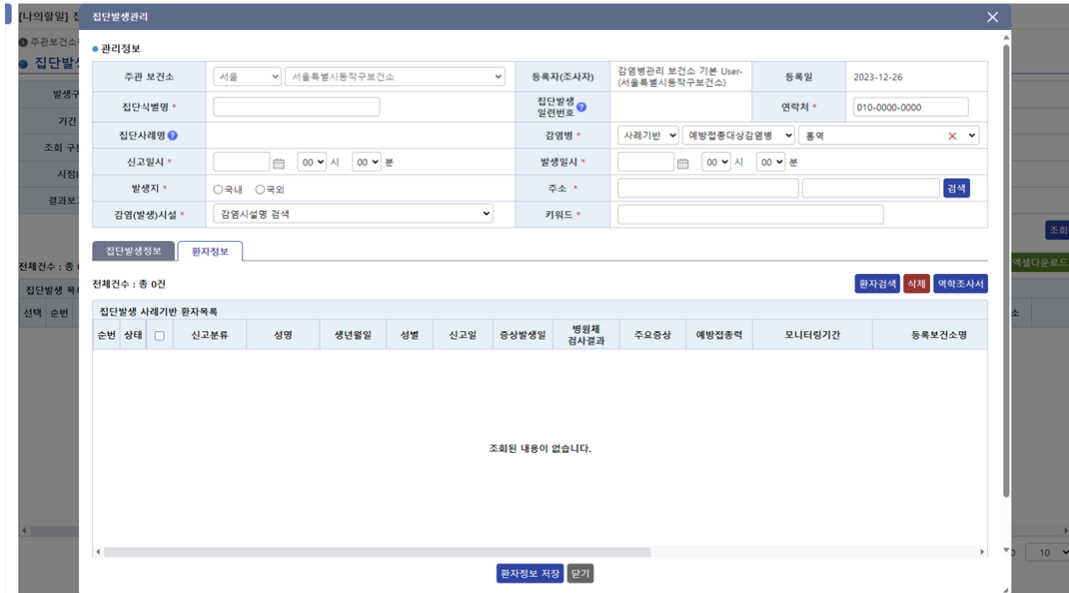 [나의할일] 집
집단발생관리
주관보건소
관리정보
집단발생
주관 보건소 서울 서울특별시동작구보건소 등록자(조사자) 감염병관리 보건소 기본 User-(서울특별시동작구보건소) 등록일 2023-12-26
발생구
집단식별명 * 집단발생 일련번호 ? 연락처 * 010-0000-0000
기간
집단사례명 ? 감염병 * 사례기반 예방접종대상감염병 홍역
조회 구분
신고일시 * 00 시 00 분 발생일시 * 00 시 00 분
발생지 * 국내 국외 주소 * 검색
결과보
감염(발생)시설 * 감염시설명 검색 키워드 *
조회
집단발생정보 환자정보
전체건수 : 총
엑셀다운로드
전체건수 : 총 0건 환자검색 삭제 역학조사서
집단발생 목록
집단발생 사례기반 환자목록
선택 순번
소
순번 상태 신고분류 성명 생년월일 성별 신고일 증상발생일 병원체 검사결과 주요증상 예방접종력 모니터링기간 등록보건소명
조회된 내용이 없습니다.
10
환자정보 저장 닫기